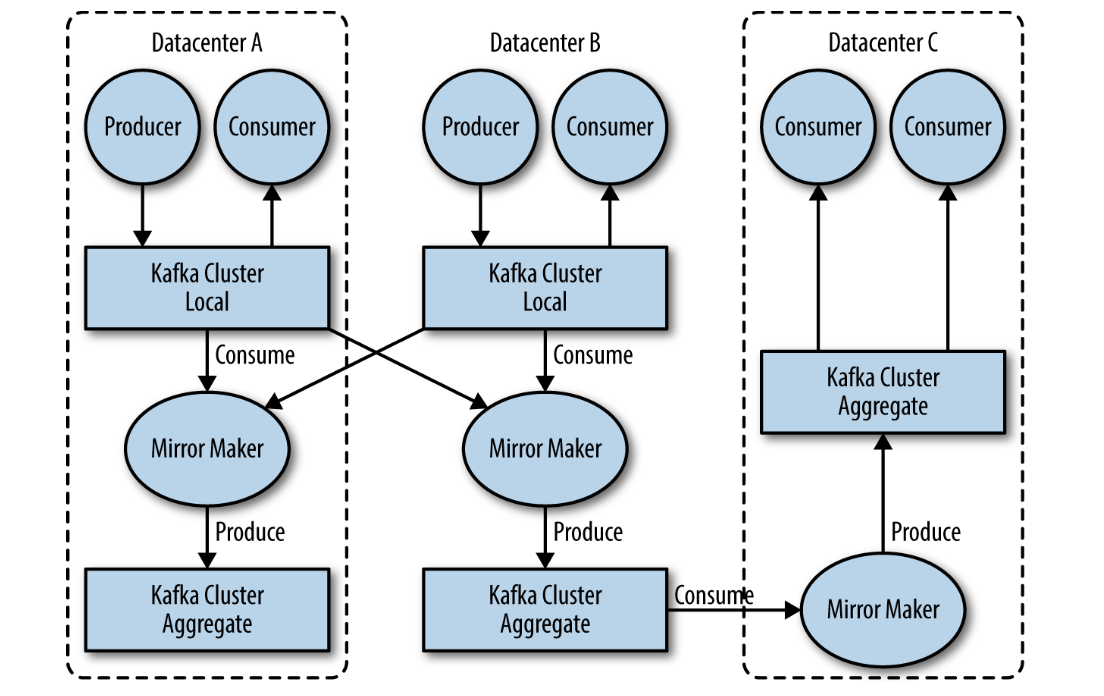 Datacenter A
Datacenter B
Datacenter C
Producer
Consumer
Producer
Consumer
Consumer
Consumer
Kafka Cluster
Local
Kafka Cluster
Local
Consume
Consume
Kafka Cluster
Aggregate
Mirror Maker
Mirror Maker
Produce
Produce
Produce
Kafka Cluster
Aggregate
Kafka Cluster
Aggregate
Consume
Mirror Maker